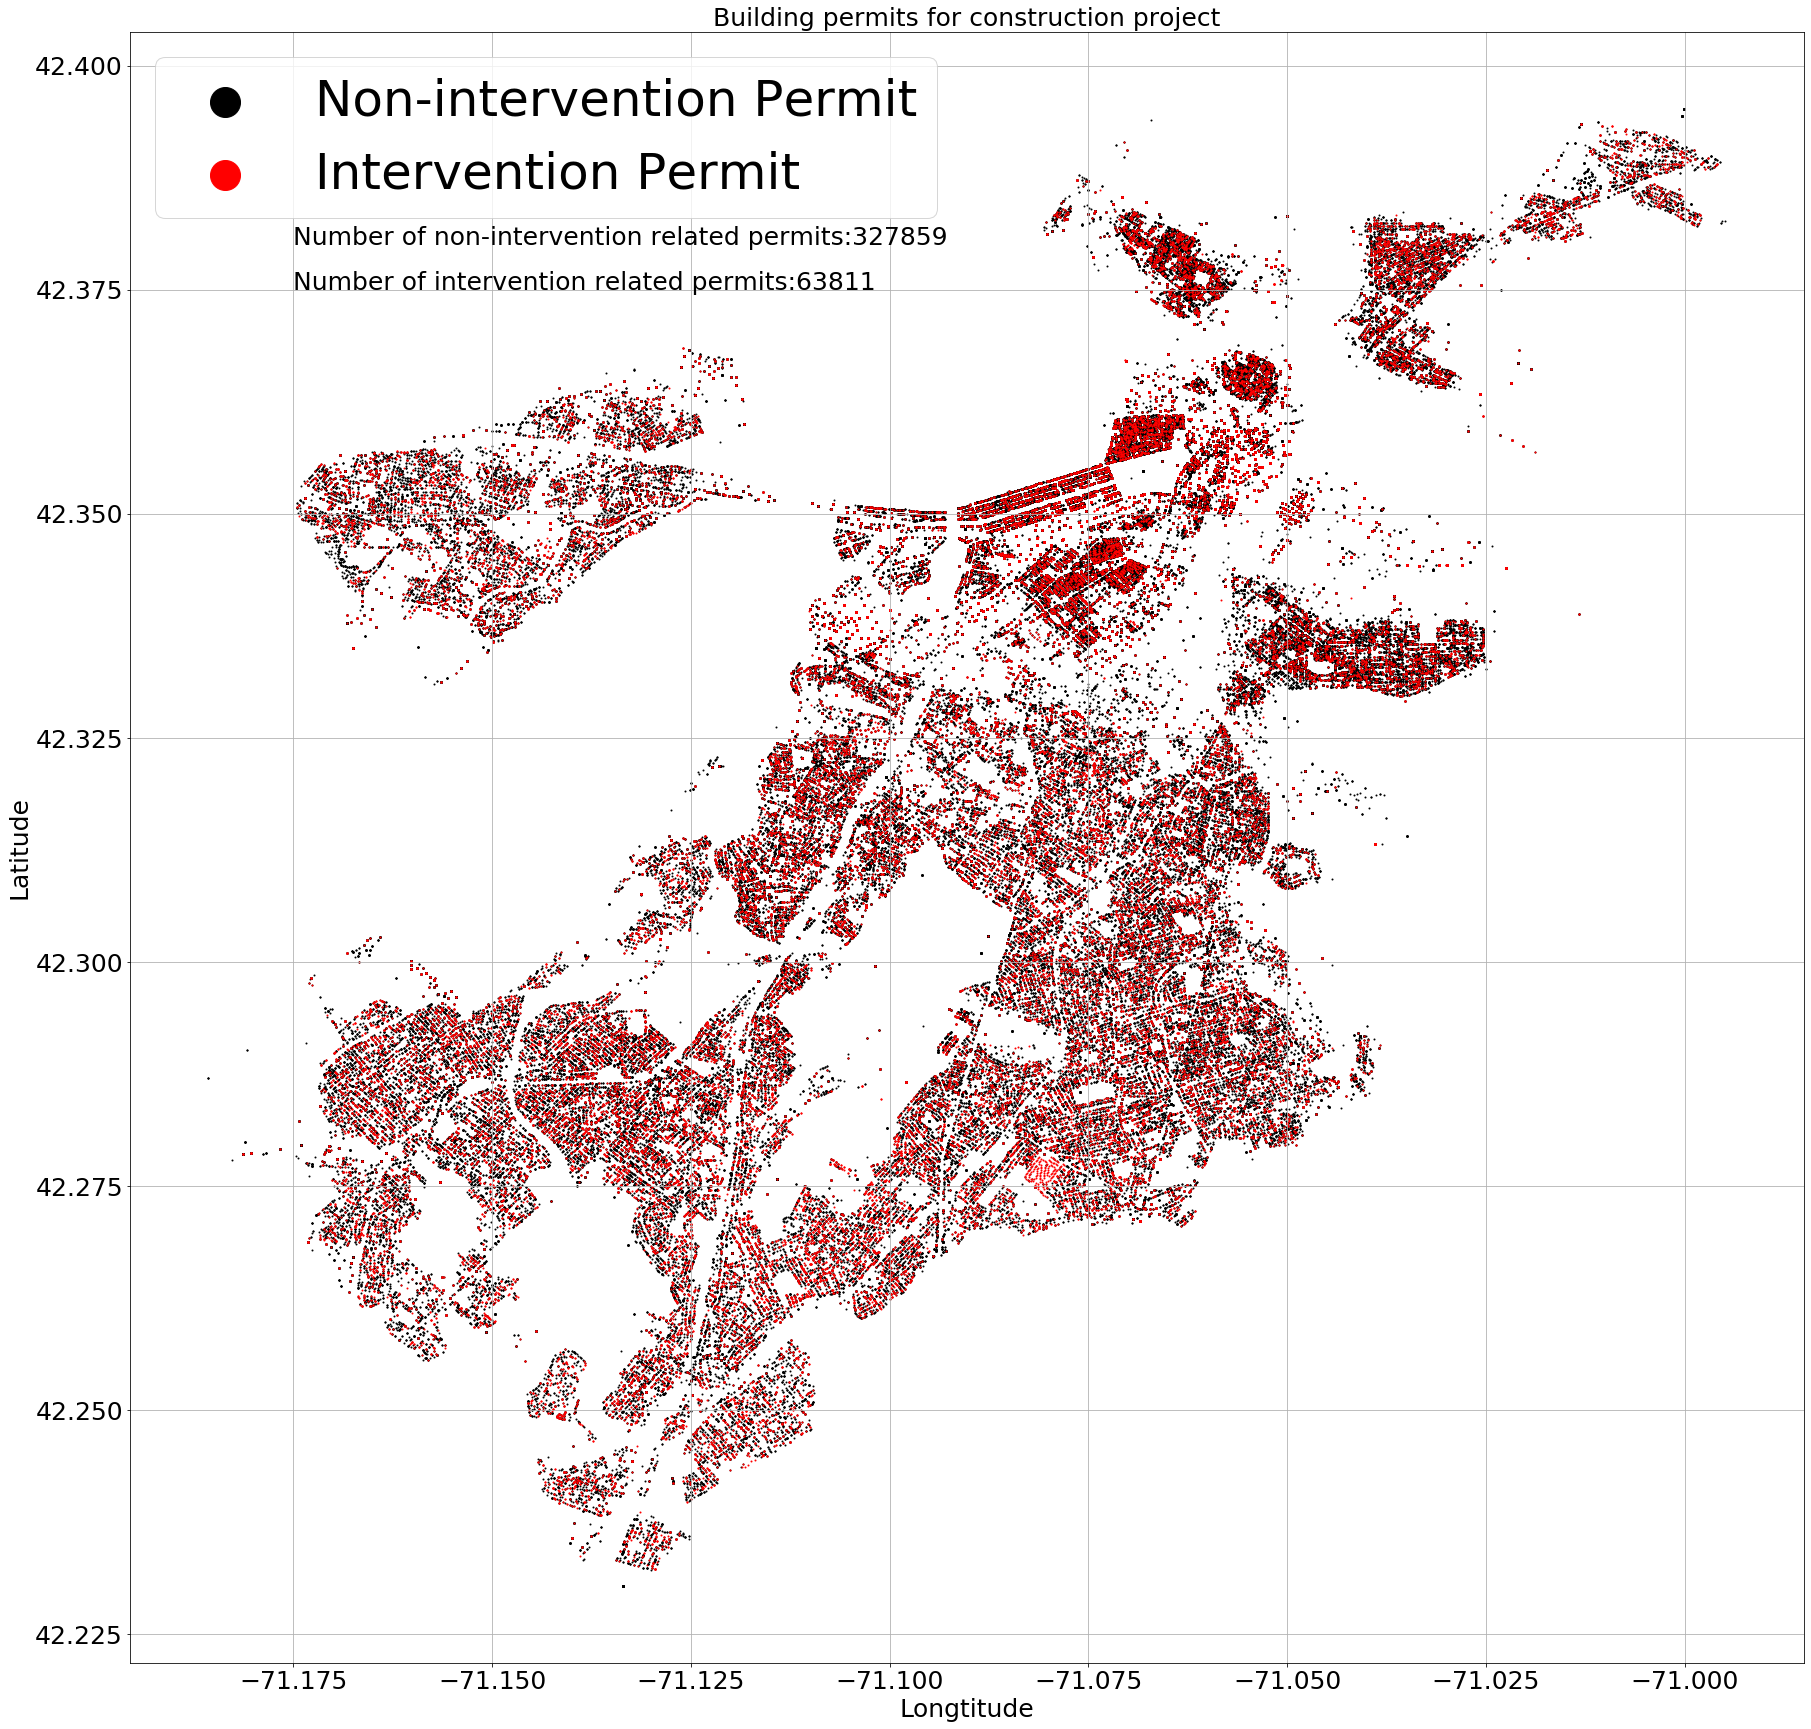 Building permits for construction project
Non-intervention Permit
Intervention Permit
Number of non-intervention related permits:327859
Number of intervention related permits:63811
42.400
42.375
42.350
42.325
42.300
42.275
42.250
42.225
Latitude
−71.175
−71.150
−71.125
−71.100
−71.075
−71.050
−71.025
−71.000
Longtitude